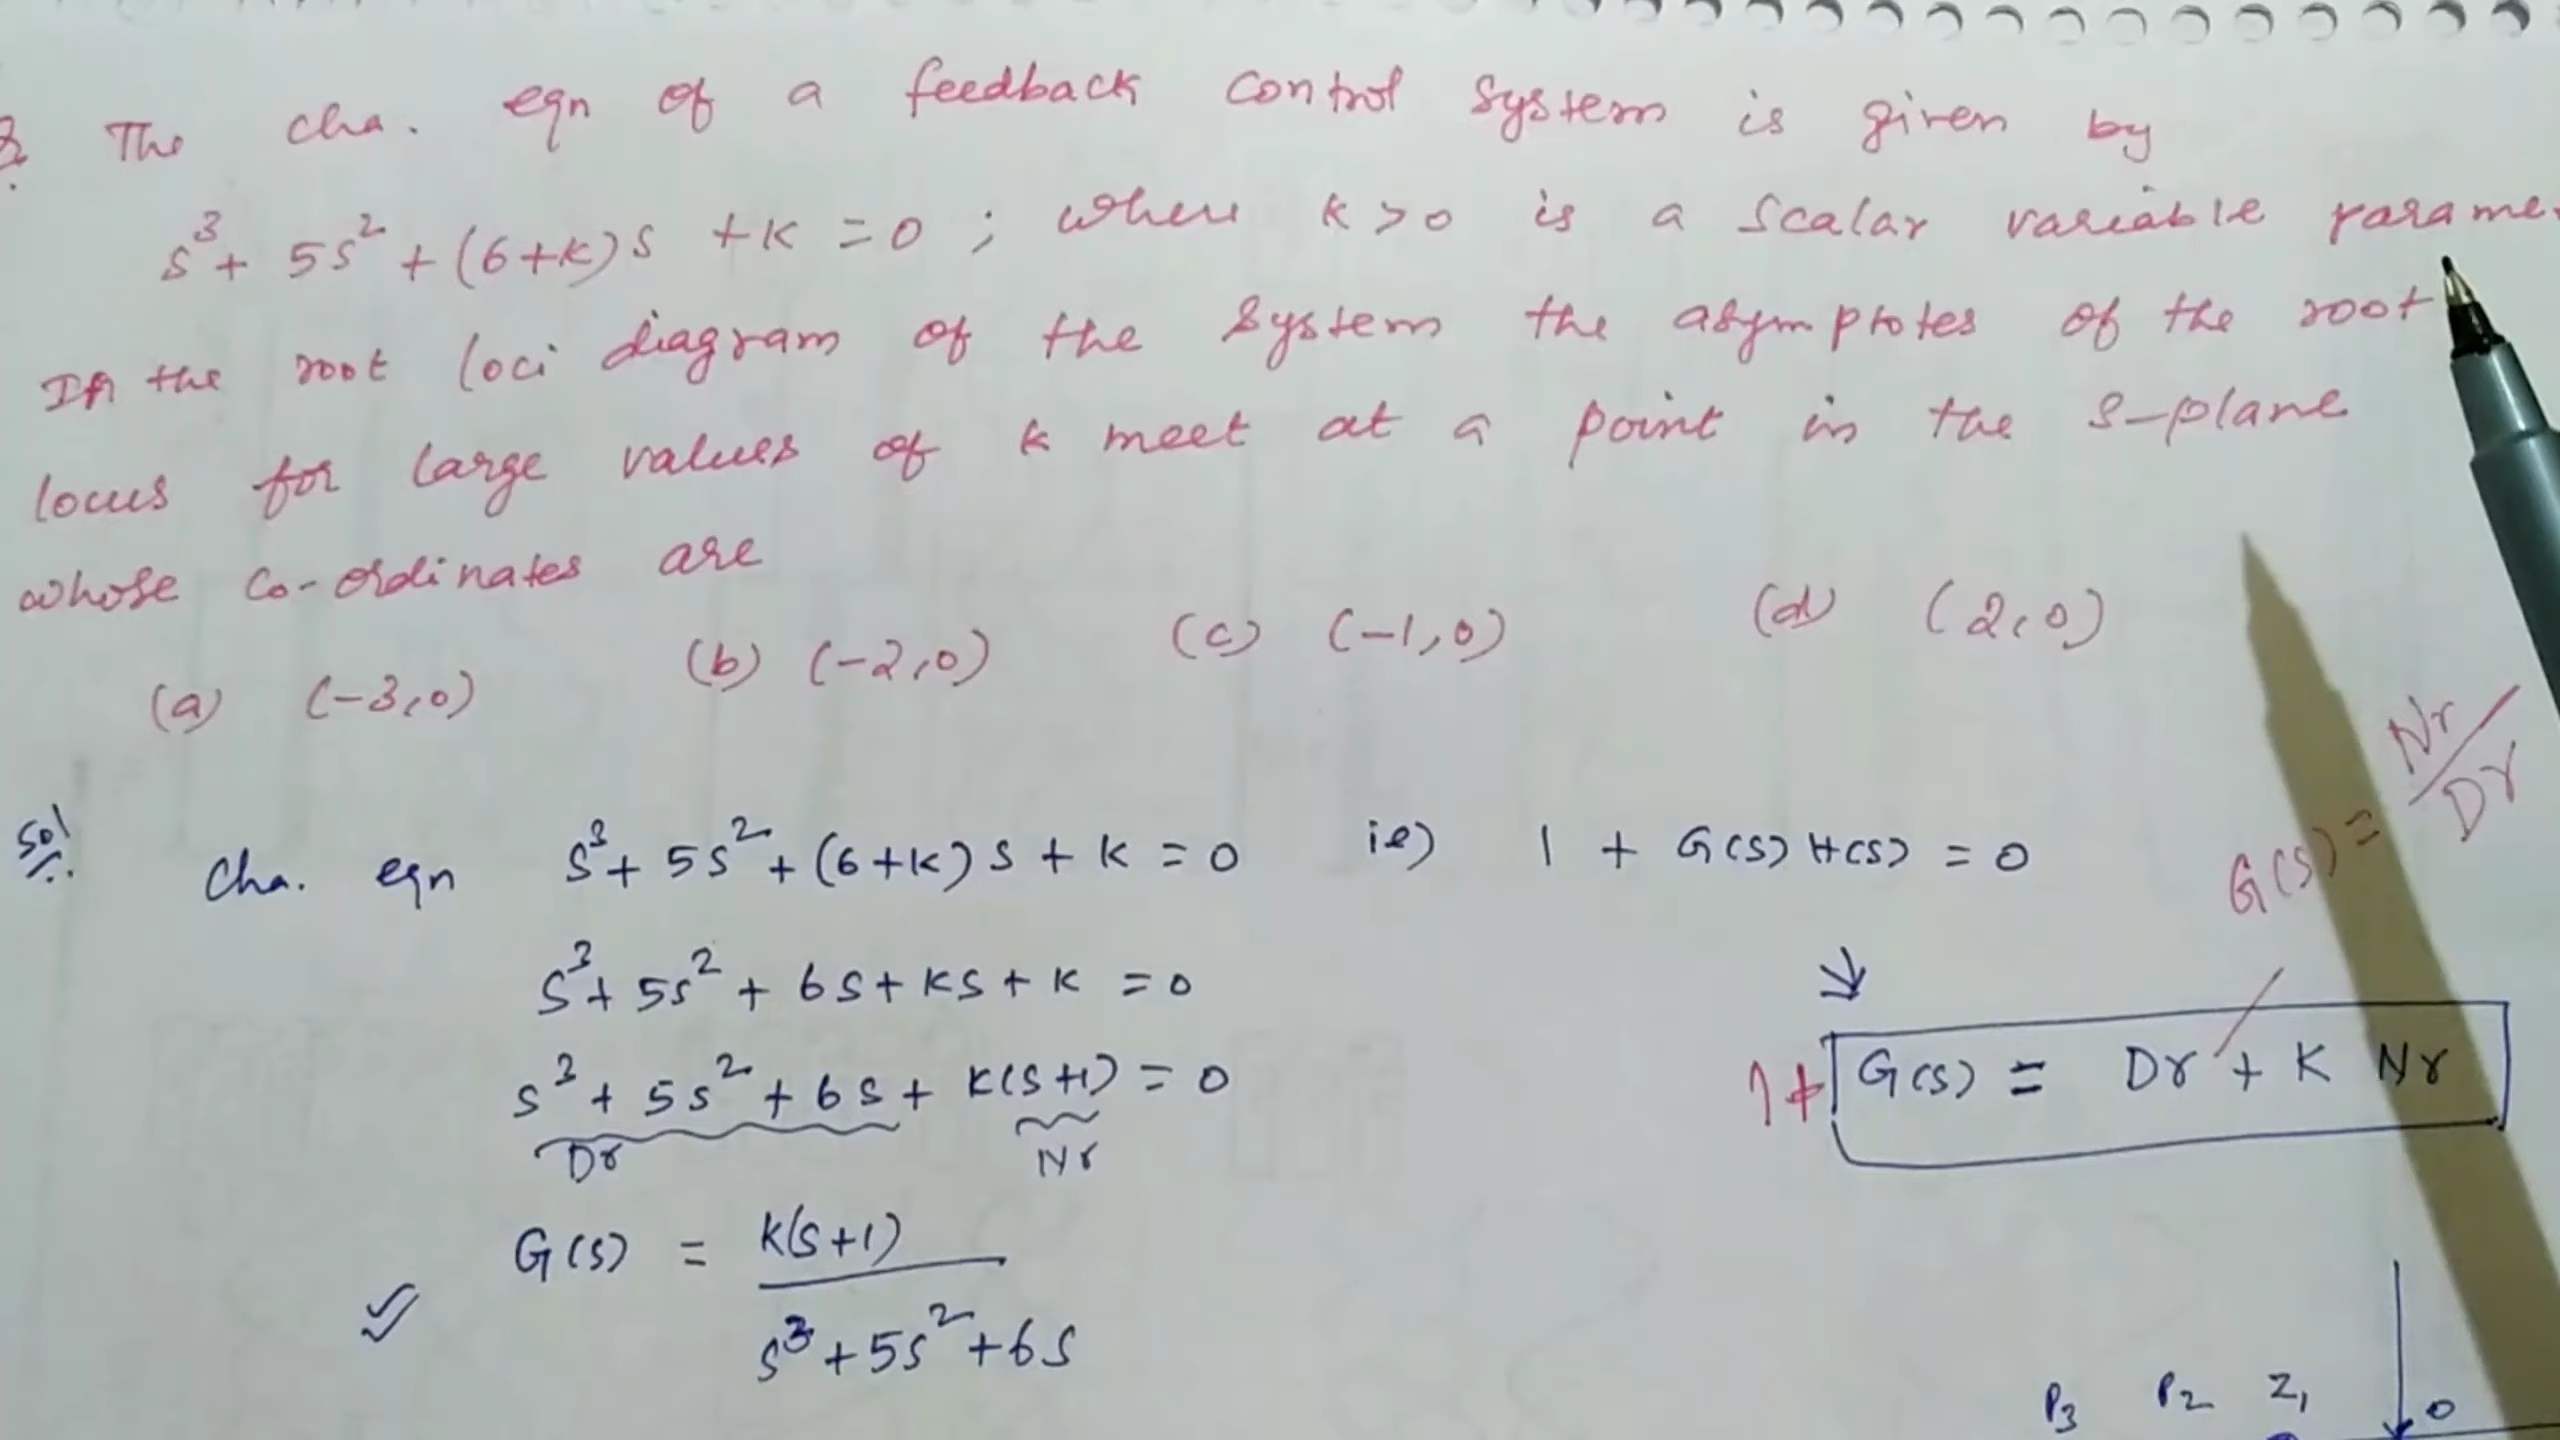 The cha. eqn of a feedback control system is given by
s³ + 5s² + (6+k)s + k = 0 ; where k > 0 is a scalar variable parame
In the root loci diagram of the system the asymptotes of the root
locus for large values of k meet at a point in the s-plane
whose co-ordinates are
(a) (-3,0) (b) (-2,0) (c) (-1,0) (d) (2,0)
G(s) = Nr/Dr
Sol: Cha. eqn s³ + 5s² + (6+k)s + k = 0 ie) 1 + G(s)H(s) = 0
s³ + 5s² + 6s + ks + k = 0
s³ + 5s² + 6s + k(s+1) = 0
Dr Nr
1+ G(s) = Dr + K Nr
G(s) = k(s+1)
s³ + 5s² + 6s
P3 P2 Z1 0